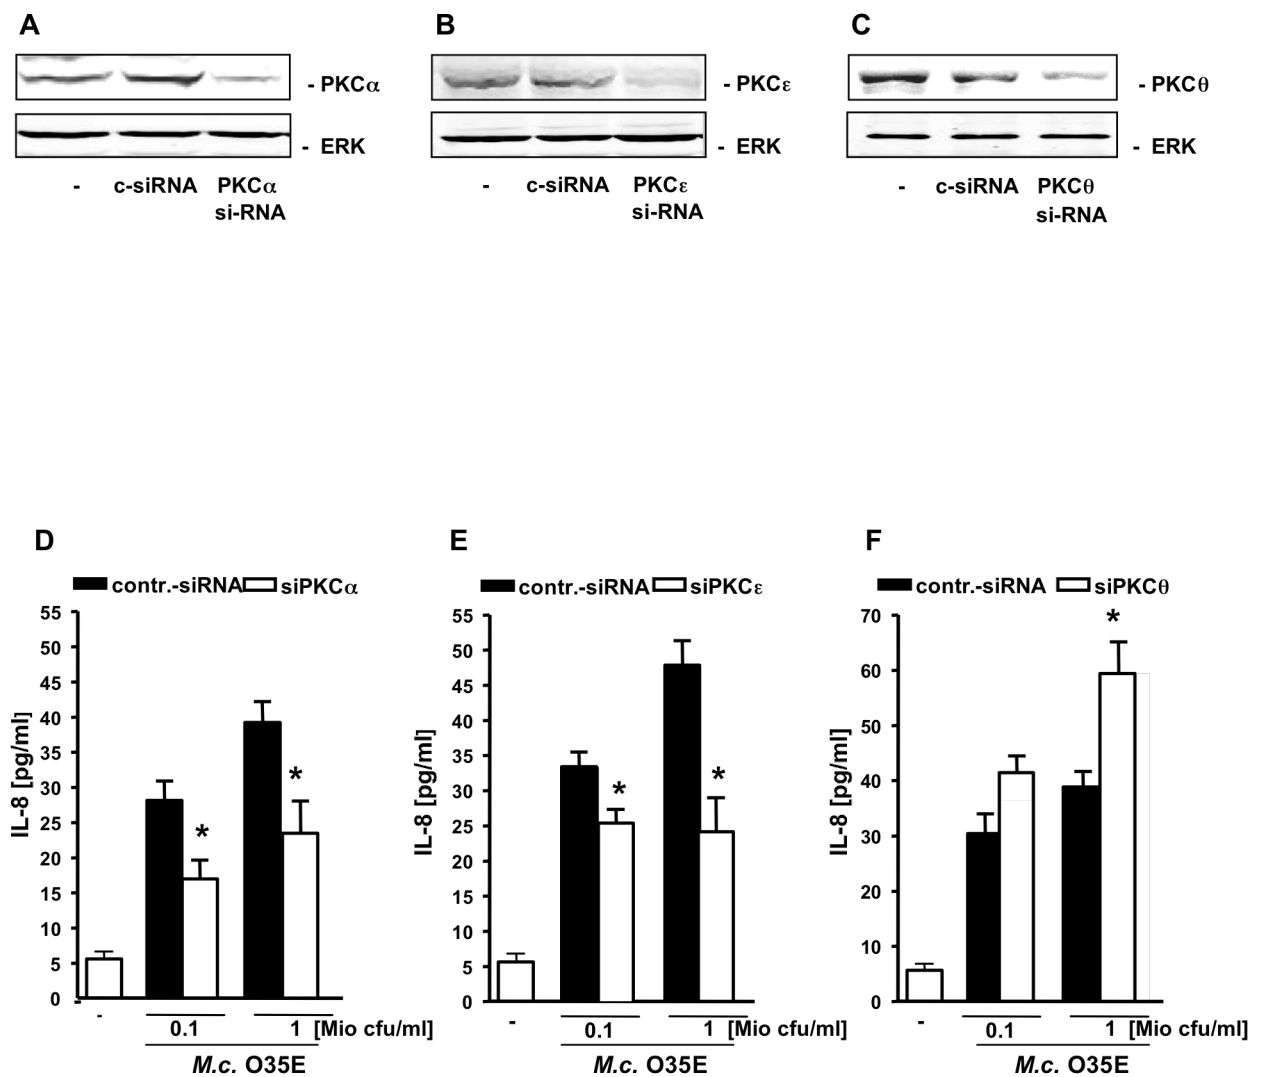 A B C
- PKCα - PKCε - PKCθ
- ERK - ERK - ERK
- c-siRNA PKCα - c-siRNA PKCε - c-siRNA PKCθ
si-RNA si-RNA si-RNA
D E F
contr.-siRNA siPKCα contr.-siRNA siPKCε contr.-siRNA siPKCθ
IL-8 [pg/ml]
55
50
45
40
35
30
25
20
15
10
5
0
*
*
- 0.1 1 [Mio cfu/ml]
M.c. O35E
IL-8 [pg/ml]
55
50
45
40
35
30
25
20
15
10
5
0
*
*
- 0.1 1 [Mio cfu/ml]
M.c. O35E
IL-8 [pg/ml]
70
60
50
40
30
20
10
0
*
- 0.1 1 [Mio cfu/ml]
M.c. O35E